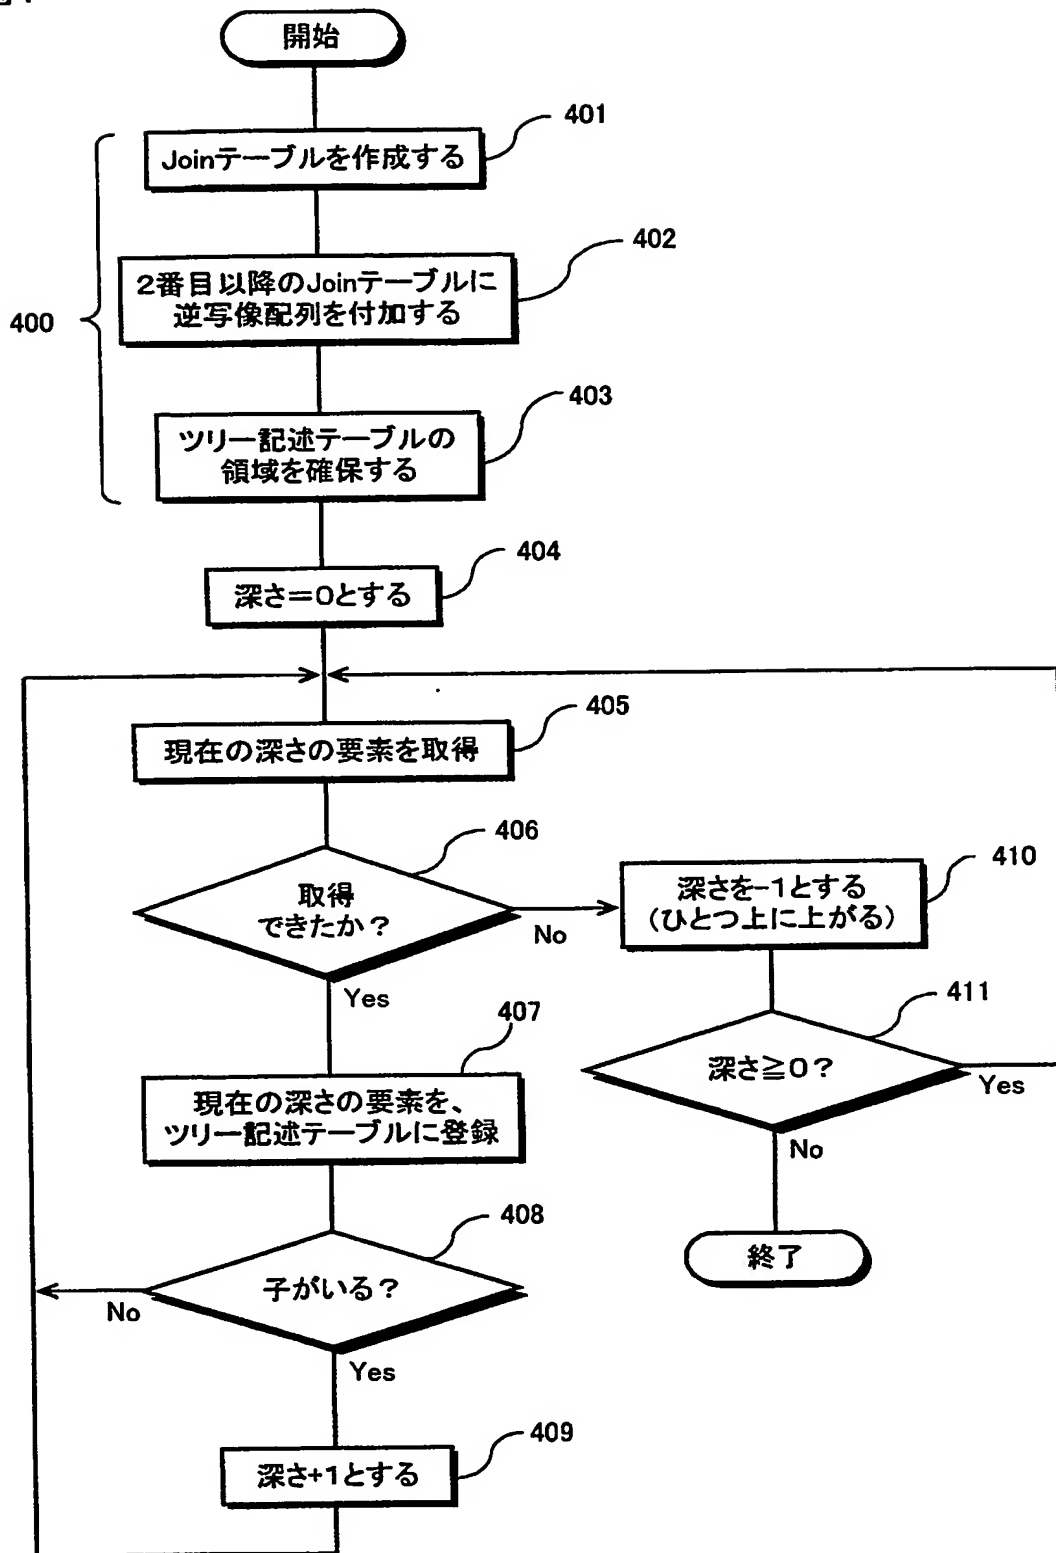 開始
401
Joinテーブルを作成する
402
2番目以降のJoinテーブルに
逆写像配列を付加する
400
403
ツリー記述テーブルの
領域を確保する
404
深さ=0とする
405
現在の深さの要素を取得
406
取得
できたか?
No
Yes
410
深さを-1とする
(ひとつ上に上がる)
411
深さ≧0?
Yes
No
407
現在の深さの要素を、
ツリー記述テーブルに登録
408
子がいる?
No
Yes
終了
409
深さ+1とする